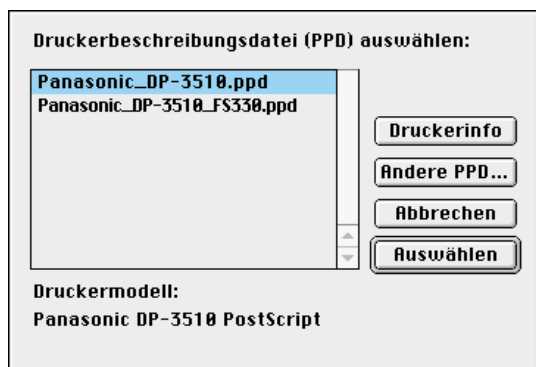 Druckerbeschreibungsdatei (PPD) auswählen:
Panasonic_DP-3510.ppd
Panasonic_DP-3510_FS330.ppd
Druckerinfo
Andere PPD...
Abbrechen
Auswählen
Druckermodell:
Panasonic DP-3510 PostScript